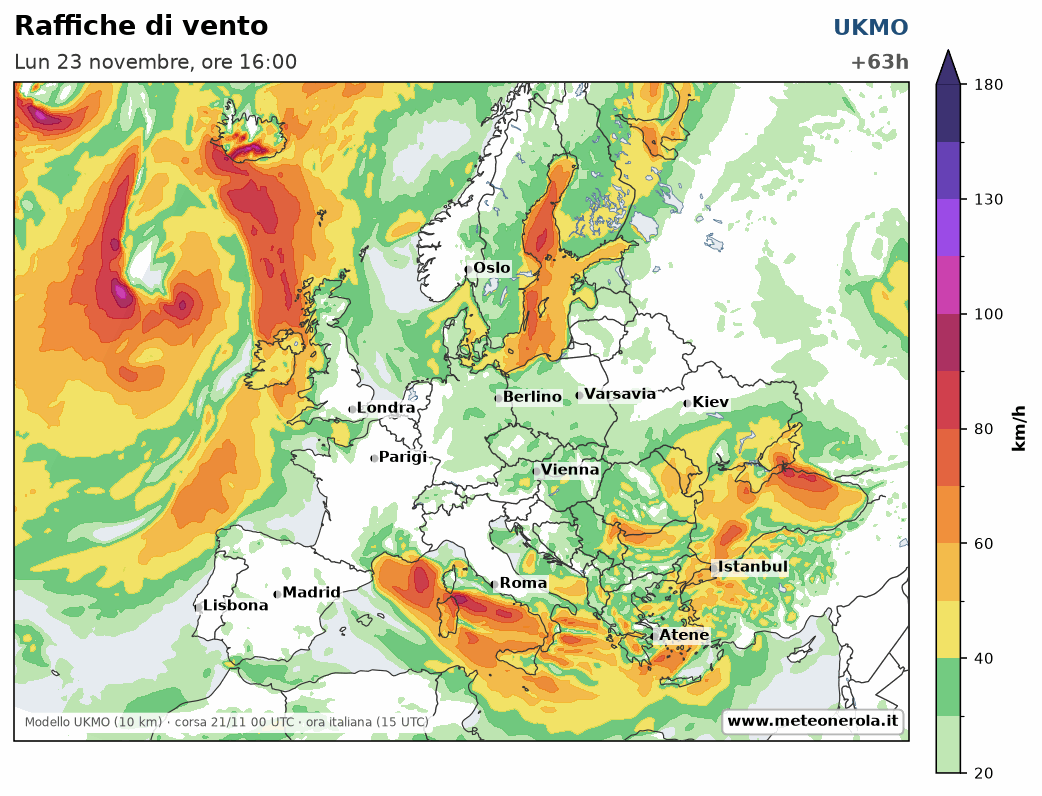 Raffiche di vento
UKMO
Lun 23 novembre, ore 16:00
+63h
180
130
100
80
60
40
20
km/h
Oslo
Berlino
Varsavia
Kiev
Londra
Parigi
Vienna
Istanbul
Roma
Madrid
Lisbona
Atene
Modello UKMO (10 km) · corsa 21/11 00 UTC · ora italiana (15 UTC)
www.meteonerola.it